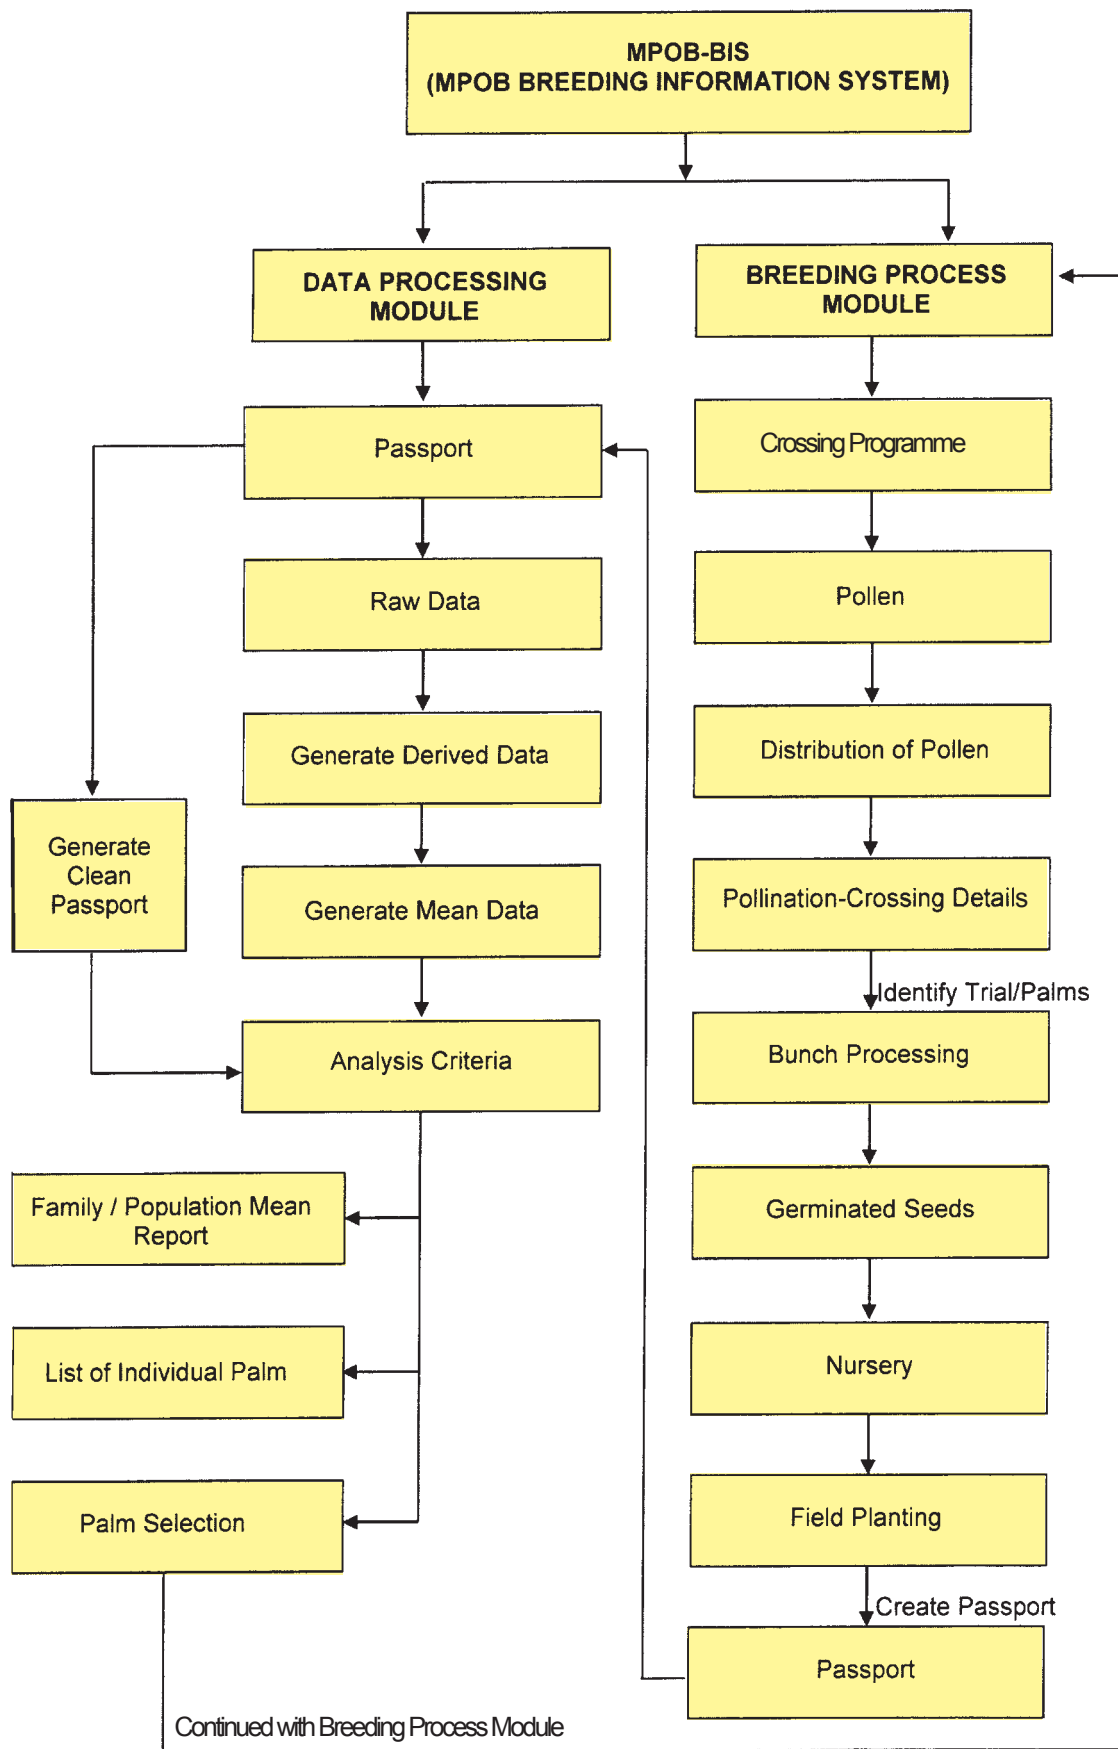 MPOB-BIS
(MPOB BREEDING INFORMATION SYSTEM)
DATA PROCESSING
MODULE
Passport
Raw Data
Generate Derived Data
Generate Mean Data
Generate
Clean
Passport
Analysis Criteria
Family / Population Mean
Report
List of Individual Palm
Palm Selection
Continued with Breeding Process Module
BREEDING PROCESS
MODULE
Crossing Programme
Pollen
Distribution of Pollen
Pollination-Crossing Details
Identify Trial/Palms
Bunch Processing
Germinated Seeds
Nursery
Field Planting
Create Passport
Passport